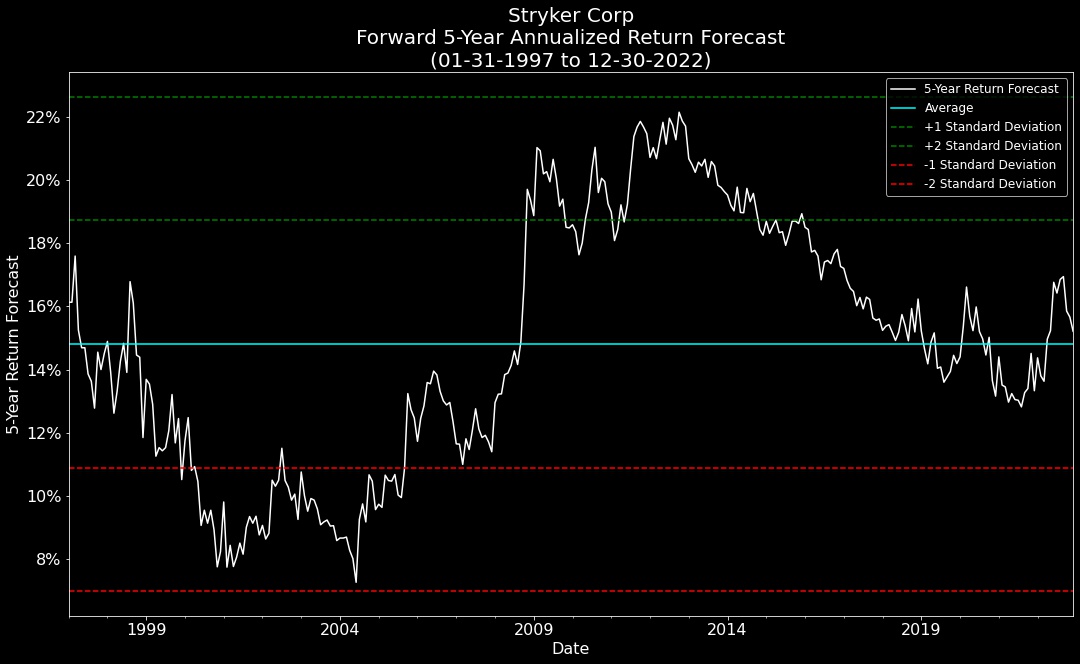 Stryker Corp
Forward 5-Year Annualized Return Forecast
(01-31-1997 to 12-30-2022)
5-Year Return Forecast
Average
+1 Standard Deviation
+2 Standard Deviation
-1 Standard Deviation
-2 Standard Deviation
5-Year Return Forecast
22%
20%
18%
16%
14%
12%
10%
8%
1999
2004
2009
2014
2019
Date